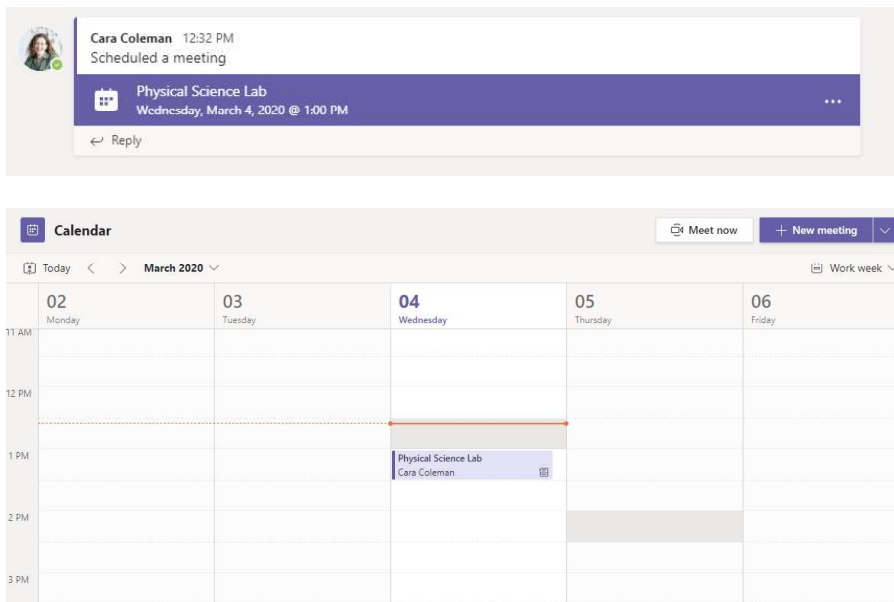 Cara Coleman 12:32 PM
Scheduled a meeting
Physical Science Lab
Wednesday, March 4, 2020 @ 1:00 PM
Reply
Calendar
Meet now
New meeting
Today
March 2020
Work week
02
Monday
03
Tuesday
04
Wednesday
05
Thursday
06
Friday
11 AM
12 PM
1 PM
Physical Science Lab
Cara Coleman
2 PM
3 PM